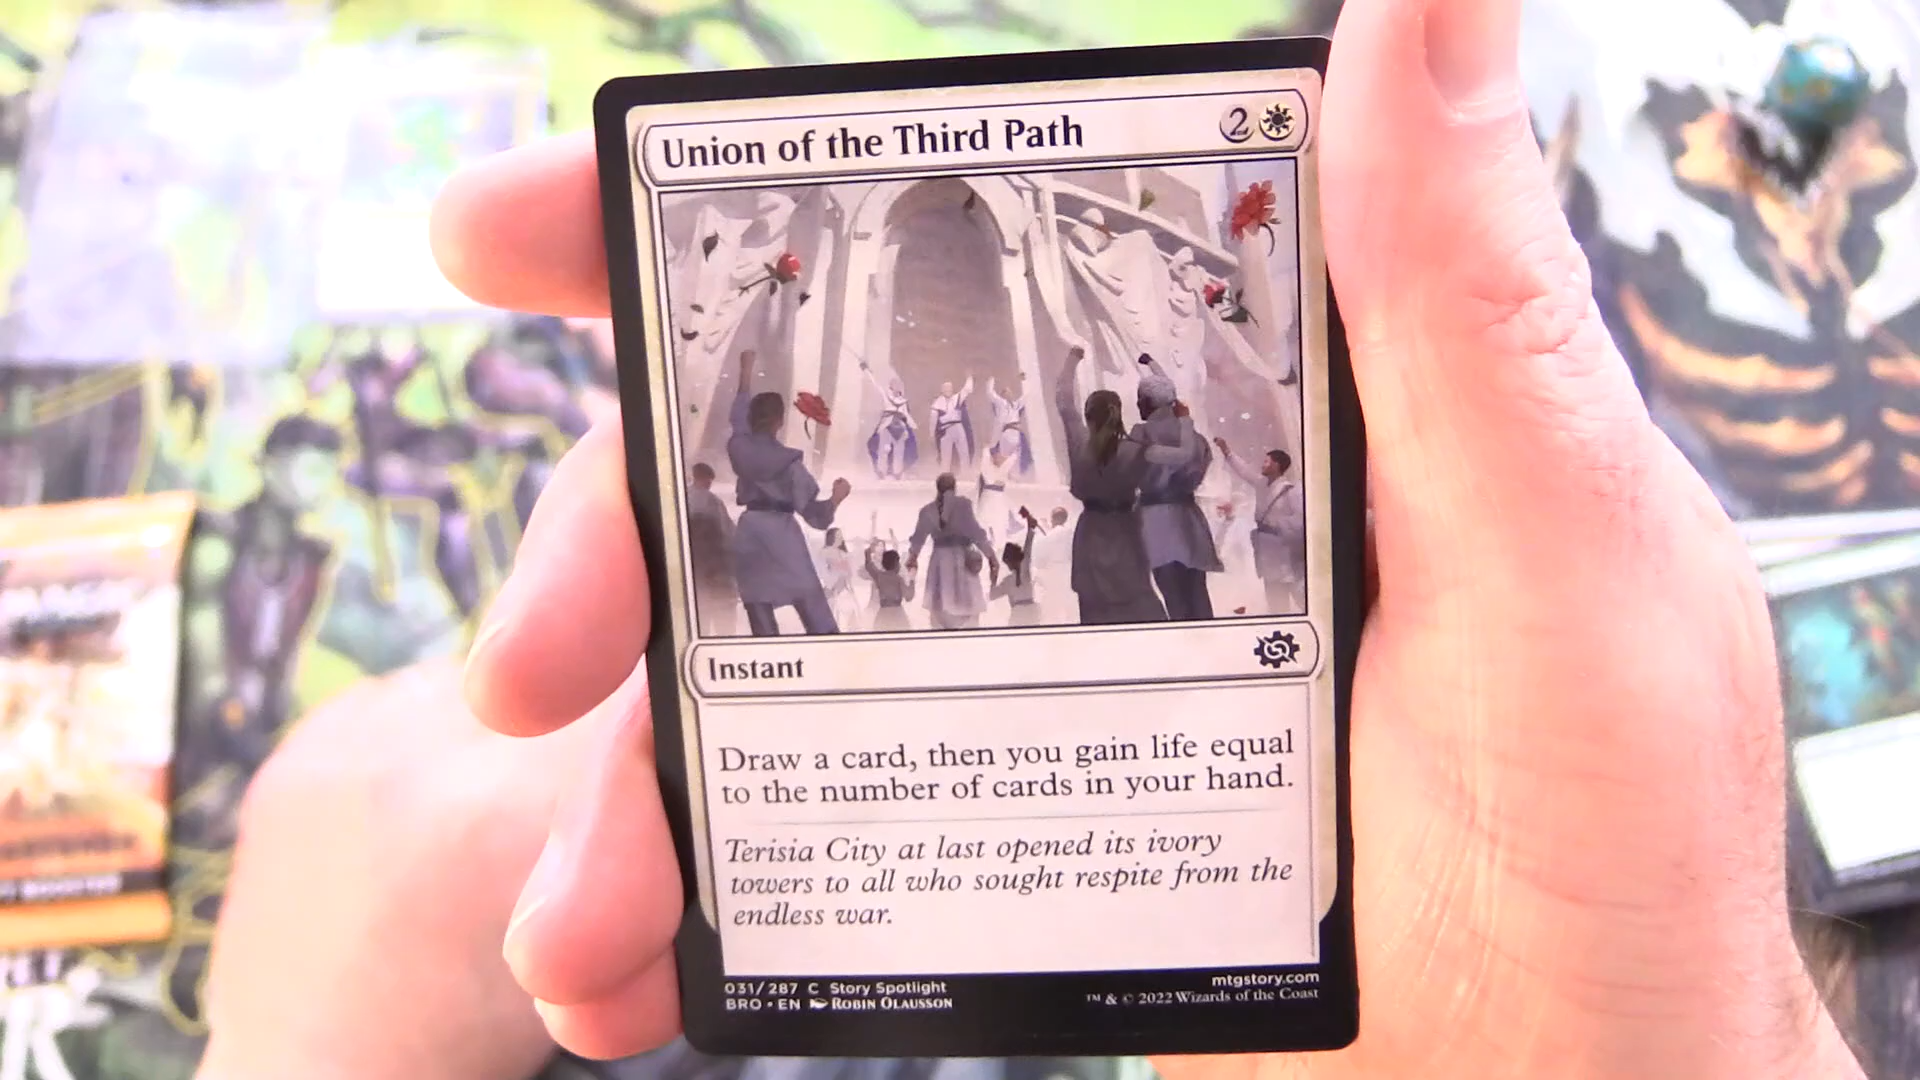 Union of the Third Path 2
Instant
Draw a card, then you gain life equal
to the number of cards in your hand.
Terisia City at last opened its ivory
towers to all who sought respite from the
endless war.
031/287 C Story Spotlight
BRO • EN ROBIN OLAUSSON
mtgstory.com
™ & © 2022 Wizards of the Coast